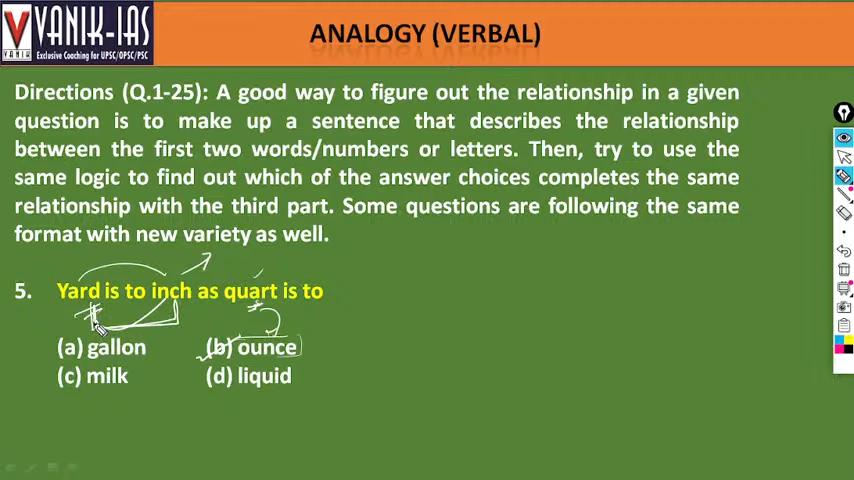 VANIK-IAS
VANIK
Exclusive Coaching for UPSC/OPSC/PSC
ANALOGY (VERBAL)
Directions (Q.1-25): A good way to figure out the relationship in a given
question is to make up a sentence that describes the relationship
between the first two words/numbers or letters. Then, try to use the
same logic to find out which of the answer choices completes the same
relationship with the third part. Some questions are following the same
format with new variety as well.
5. Yard is to inch as quart is to
(a) gallon (b) ounce
(c) milk (d) liquid